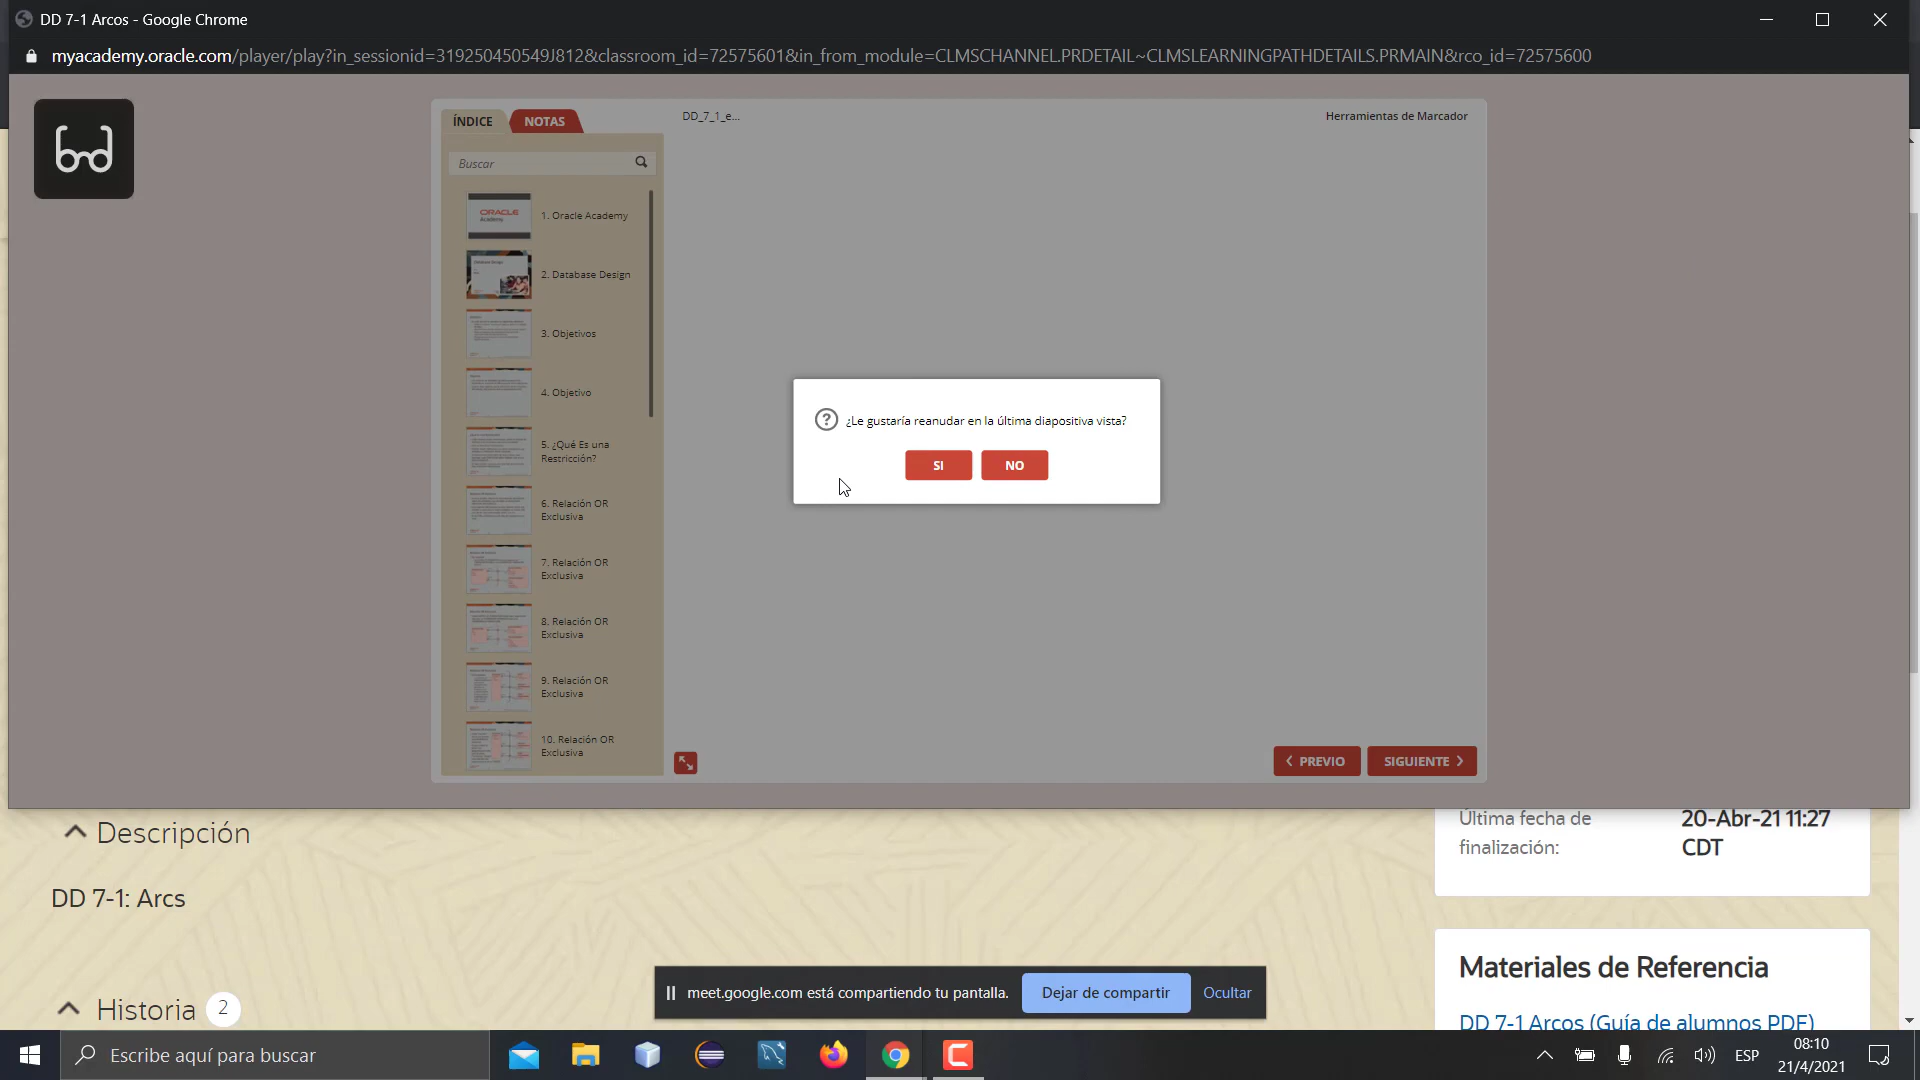 DD 7-1 Arcos - Google Chrome
myacademy.oracle.com/player/play?in_sessionid=319250450549J812&classroom_id=72575601&in_from_module=CLMSCHANNEL.PRDETAIL~CLMSLEARNINGPATHDETAILS.PRMAIN&rco_id=72575600
ÍNDICE
NOTAS
DD_7_1_e...
Herramientas de Marcador
Buscar
ORACLE
Academy
1. Oracle Academy
Database Design
2. Database Design
3. Objetivos
4. Objetivo
5. ¿Qué Es una
Restricción?
6. Relación OR
Exclusiva
7. Relación OR
Exclusiva
8. Relación OR
Exclusiva
9. Relación OR
Exclusiva
10. Relación OR
Exclusiva
¿Le gustaría reanudar en la última diapositiva vista?
SI
NO
PREVIO
SIGUIENTE
Descripción
DD 7-1: Arcs
Historia 2
Última fecha de
finalización:
20-Abr-21 11:27
CDT
Materiales de Referencia
DD 7-1 Arcos (Guía de alumnos PDF)
meet.google.com está compartiendo tu pantalla.
Dejar de compartir
Ocultar
Escribe aquí para buscar
ESP
08:10
21/4/2021